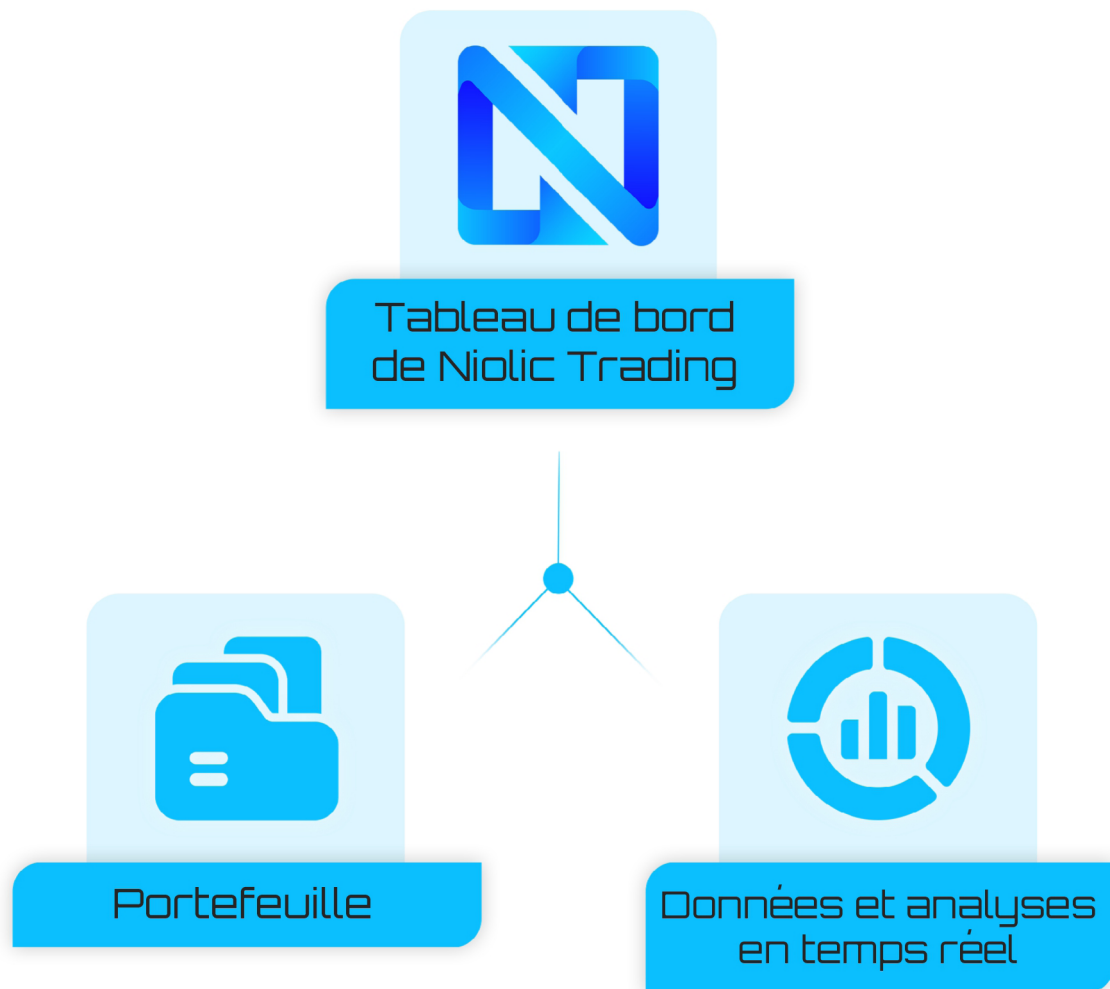 Tableau de bord
de Niolic Trading
Portefeuille
Données et analyses
en temps réel